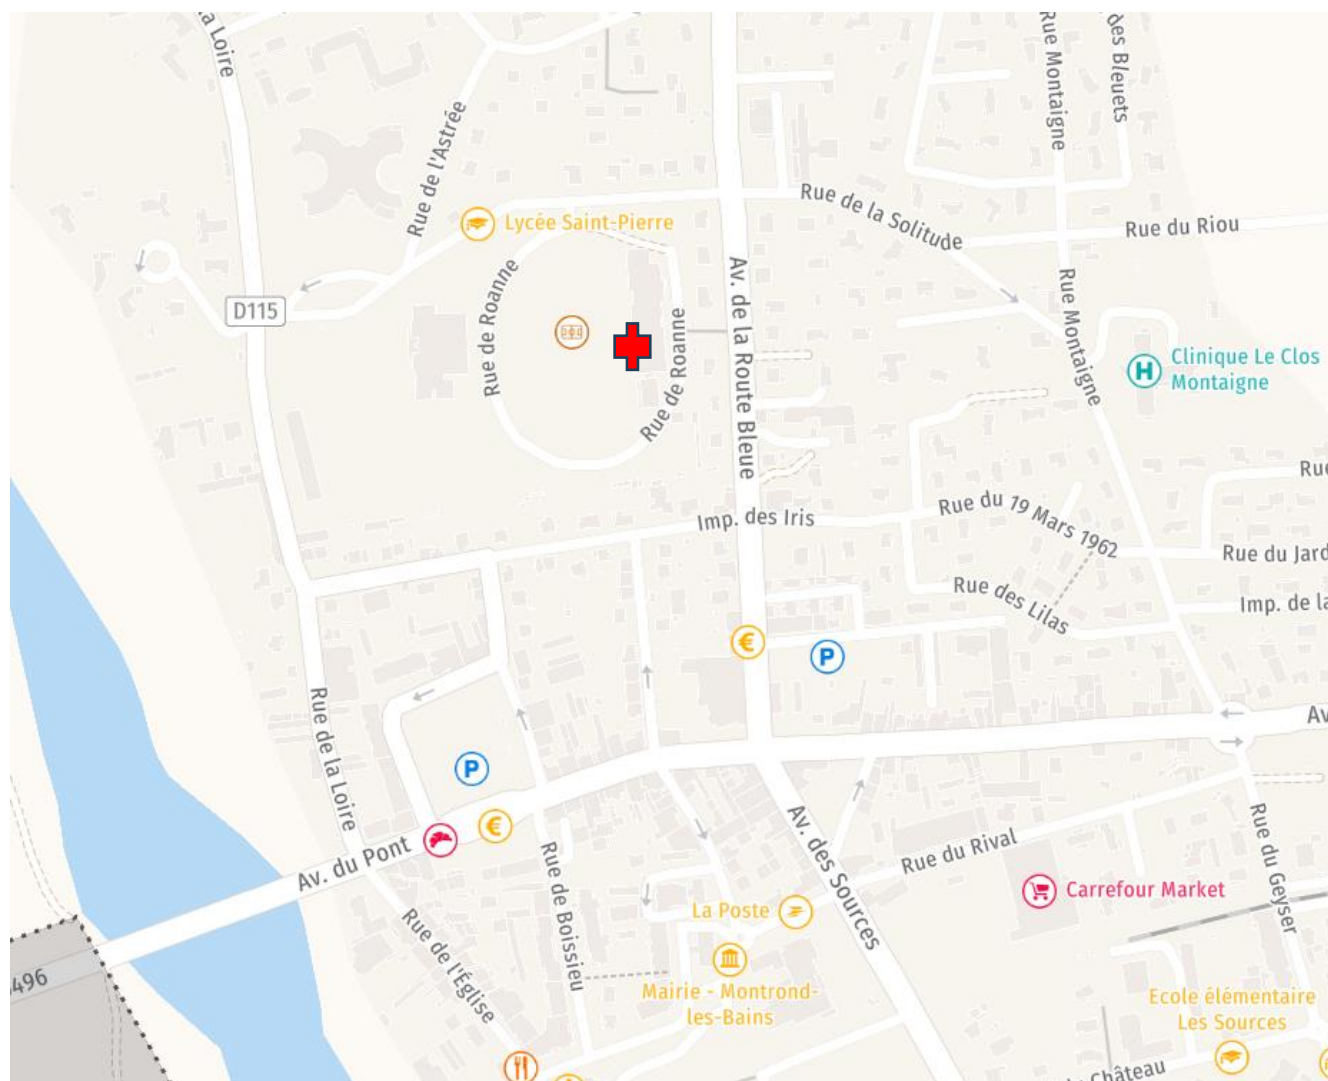 la Loire
Rue Montaigne
des Bleuets
Rue de l'Astrée
Lycée Saint-Pierre
Rue de la Solitude
Rue du Riou
D115
Rue de Roanne
Rue de Roanne
Av. de la Route Bleue
Rue Montaigne
H
Clinique Le Clos
Montaigne
Rue
Imp. des Iris
Rue du 19 Mars 1962
Rue du Jard
Rue des Lilas
Imp. de la
€
P
Rue de la Loire
Av
P
€
Av. du Pont
Rue de Boissieu
Av. des Sources
Rue du Rival
Rue du Geyser
Carrefour Market
La Poste
Rue de l'Église
496
Mairie - Montrond-
les-Bains
Ecole élémentaire
Les Sources
Château